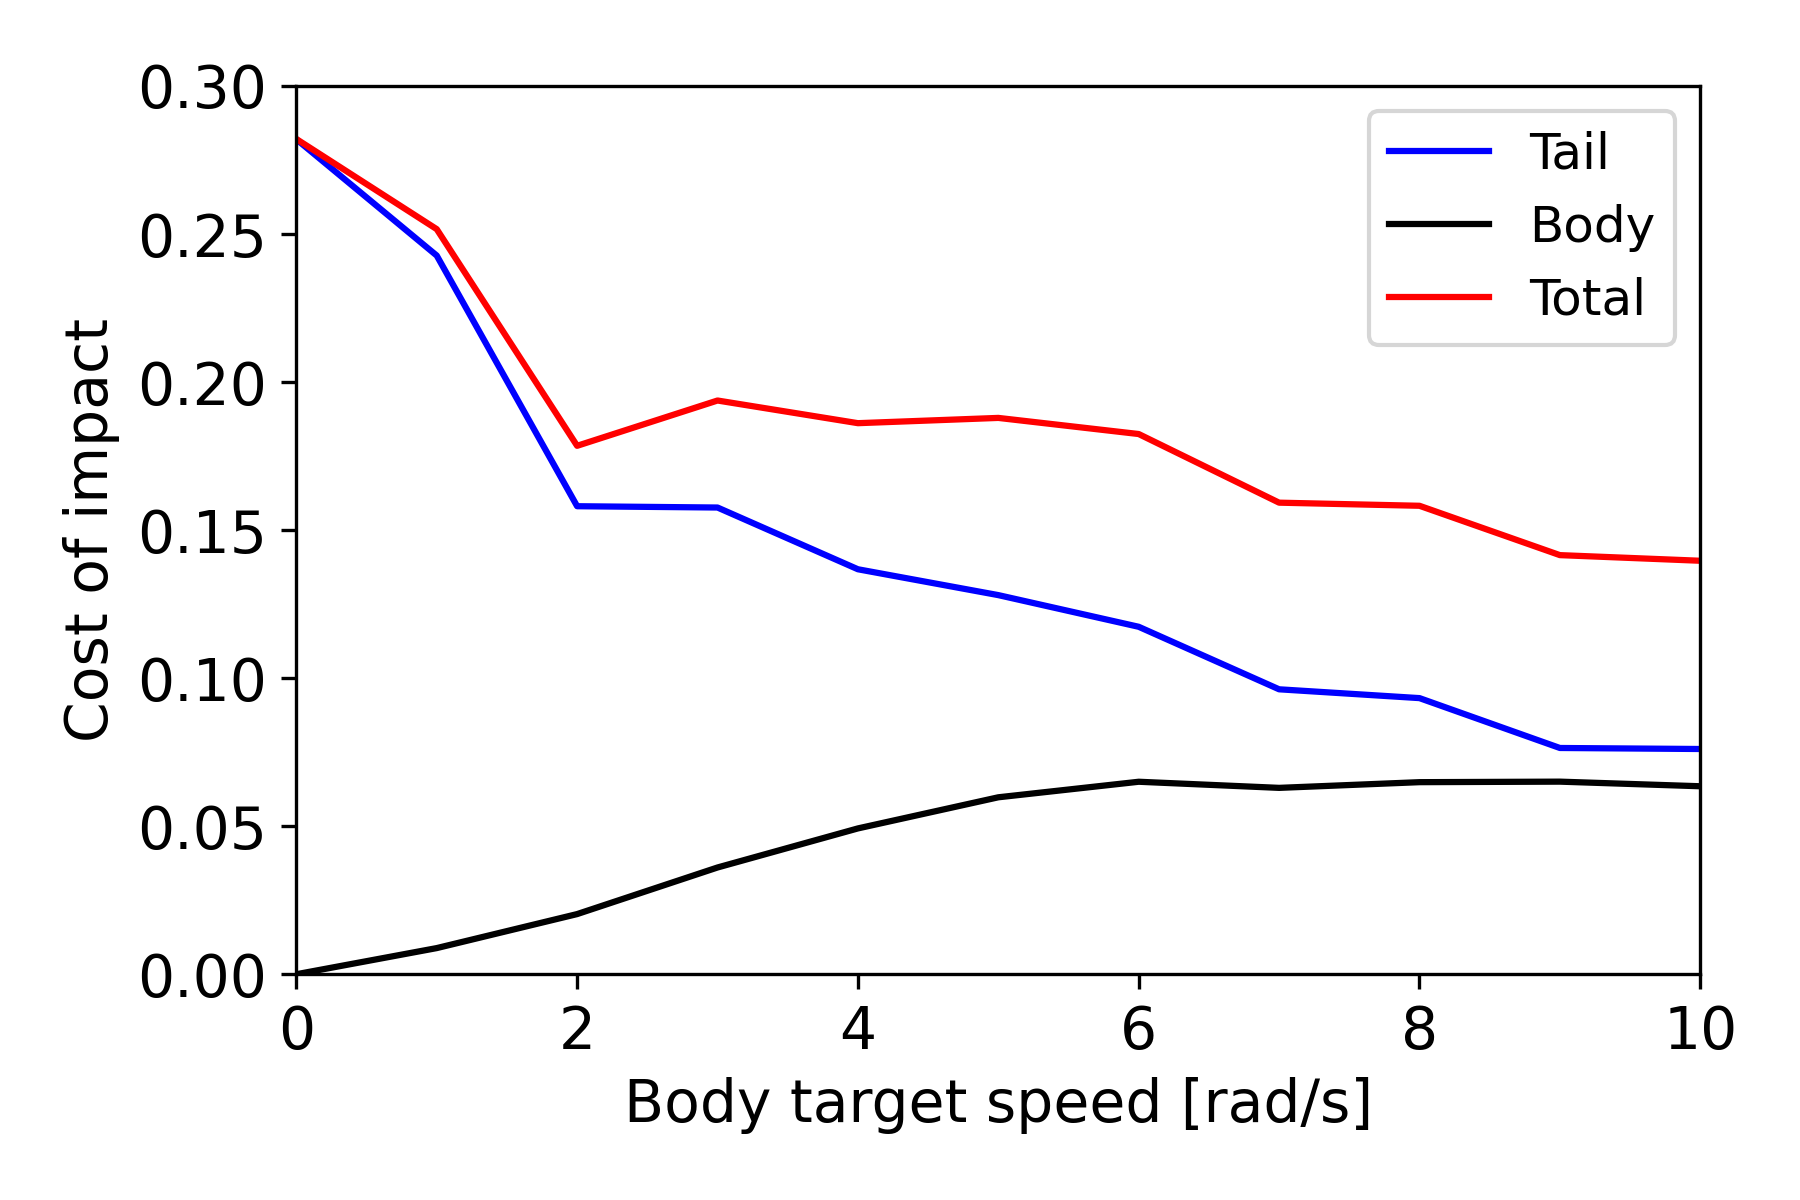 0.30
0.25
0.20
0.15
0.10
0.05
0.00
Cost of impact
Tail
Body
Total
0 2 4 6 8 10
Body target speed [rad/s]